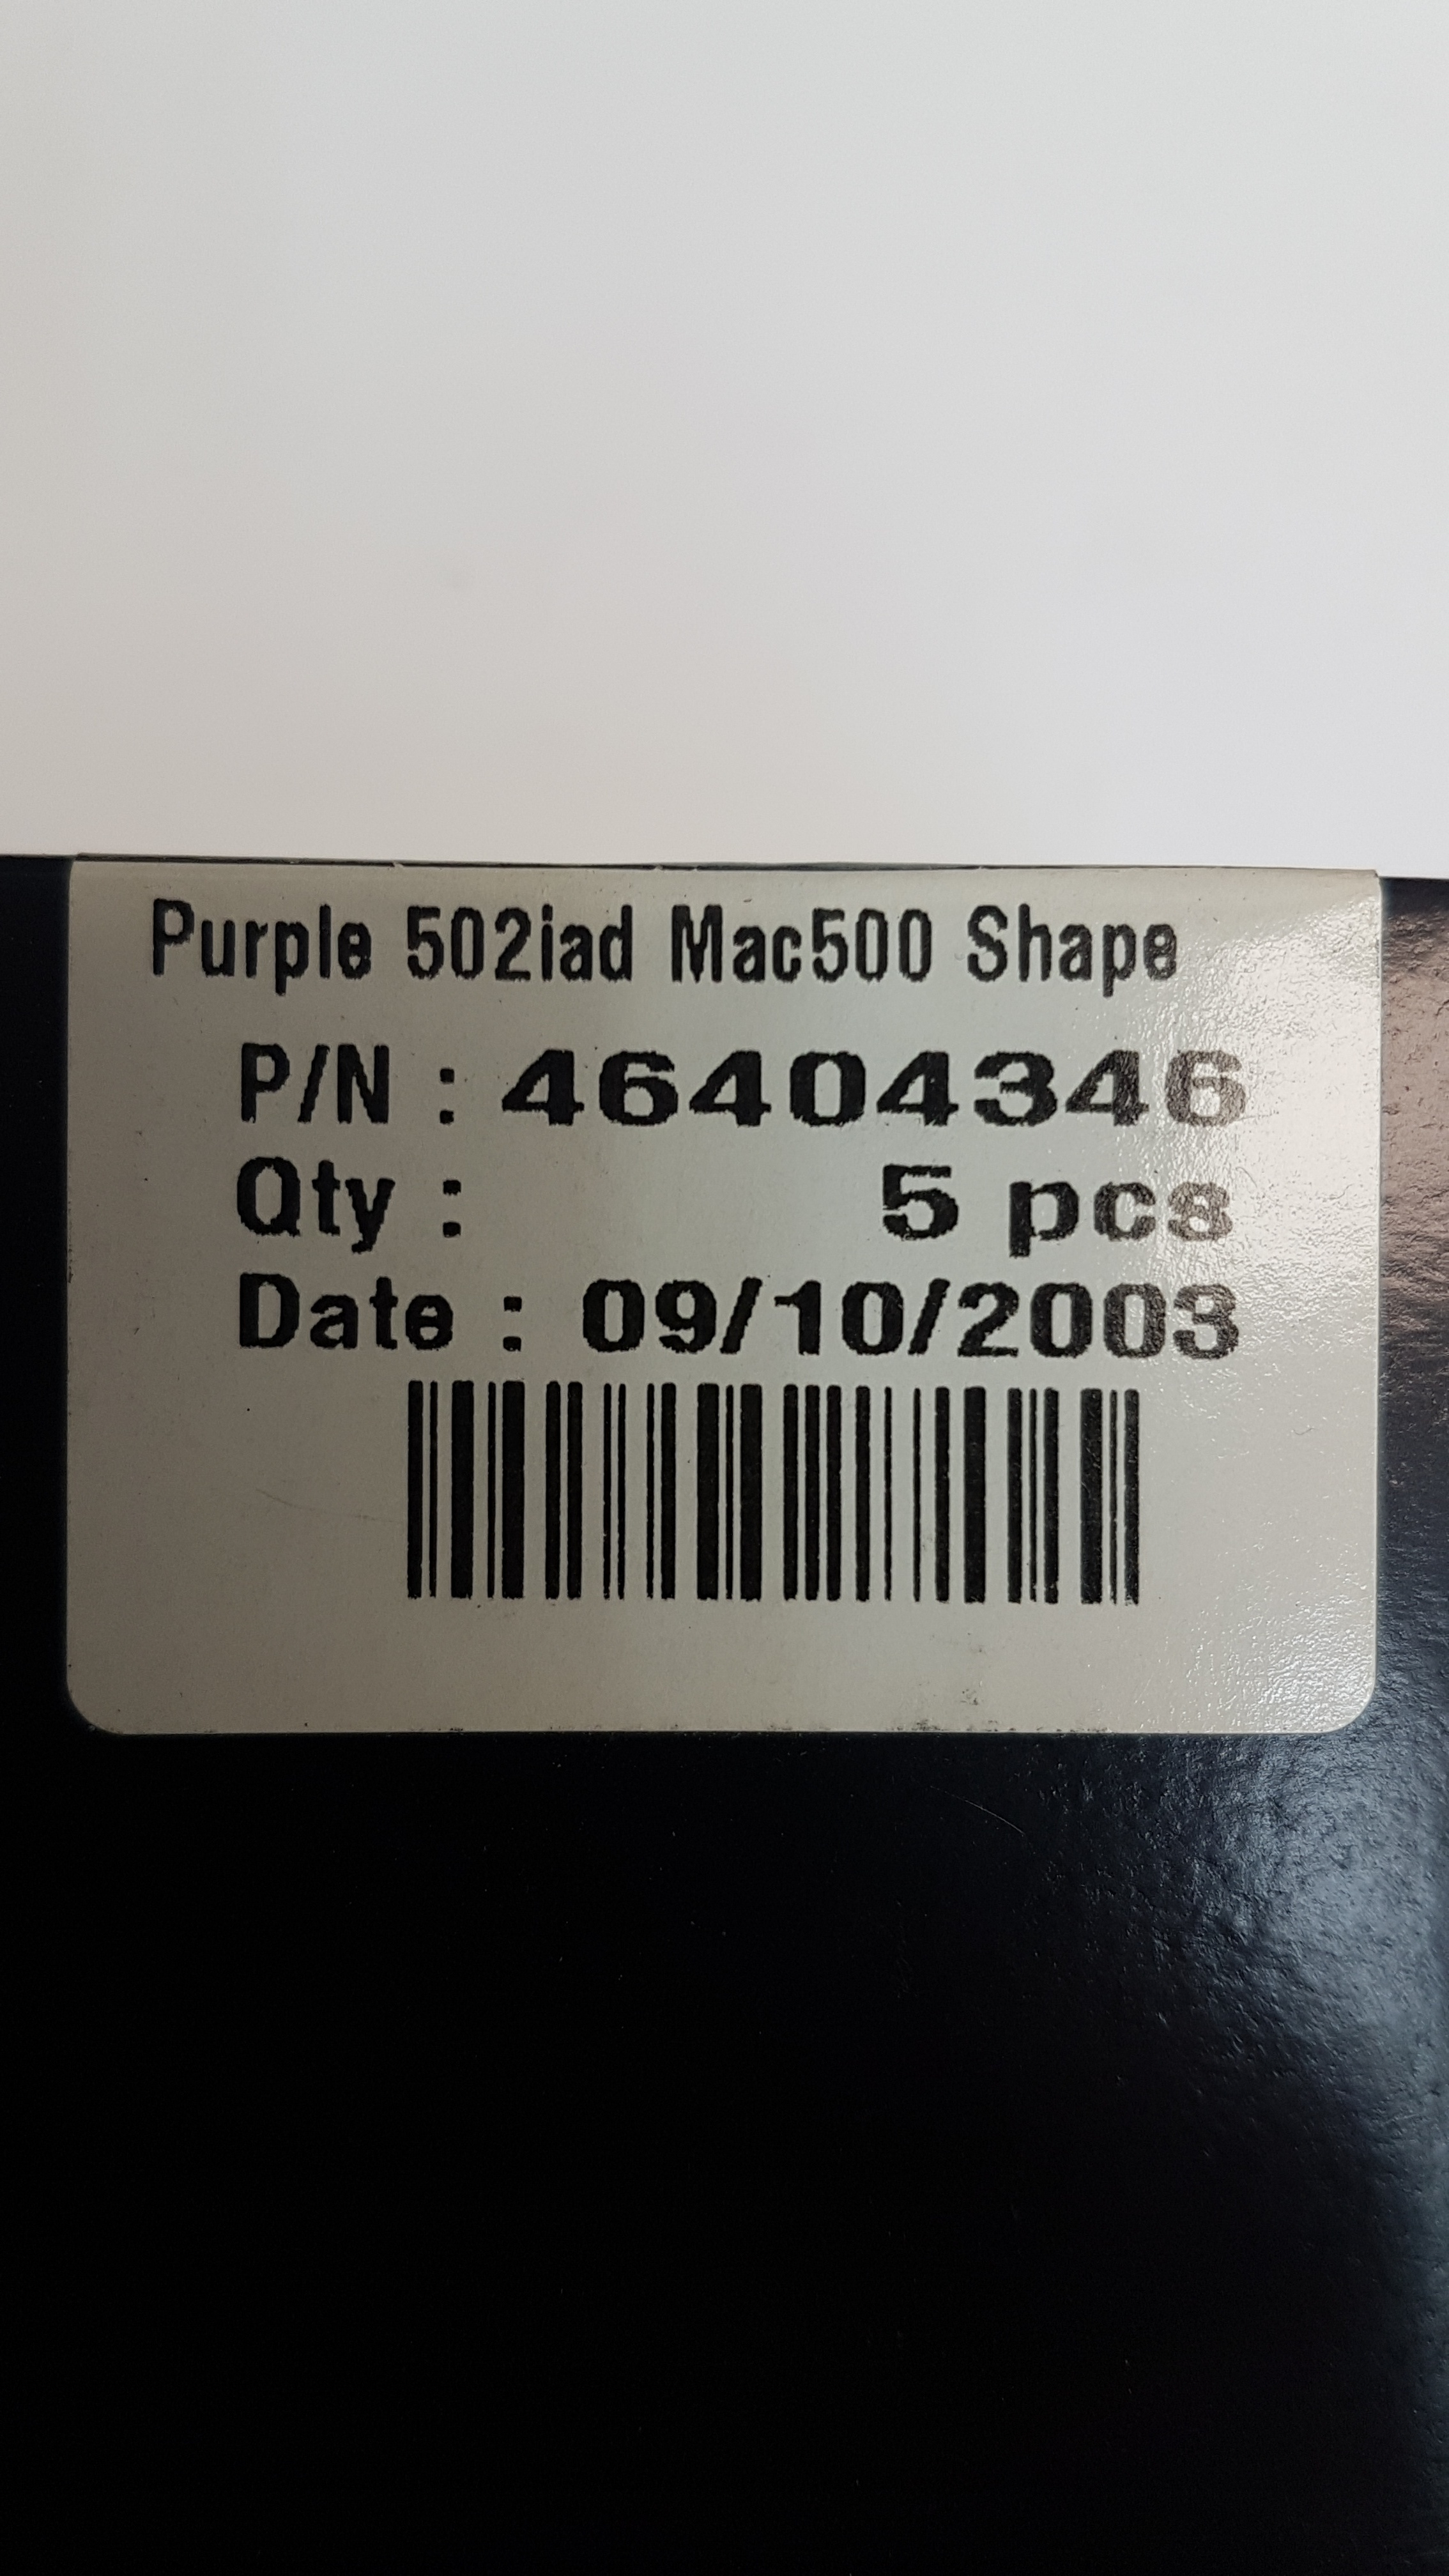 Purple 502iad Mac500 Shape
P/N : 46404346
Qty : 5 pcs
Date : 09/10/2003